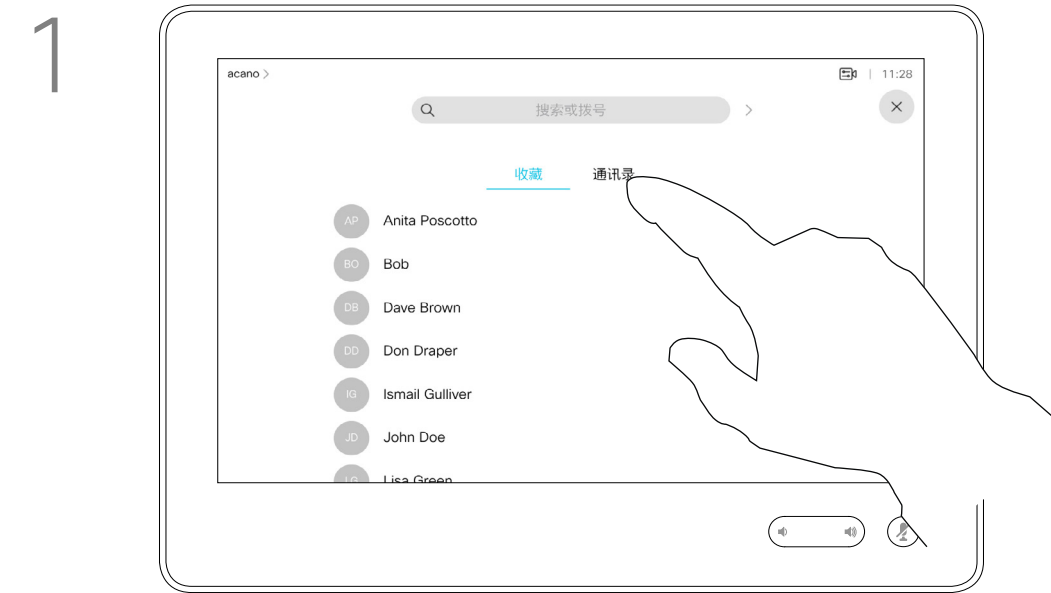 1
acano
11:28
搜索或拨号
收藏 通讯录
AP Anita Poscotto
BO Bob
DB Dave Brown
DD Don Draper
IG Ismail Gulliver
JD John Doe
LG Lisa Green